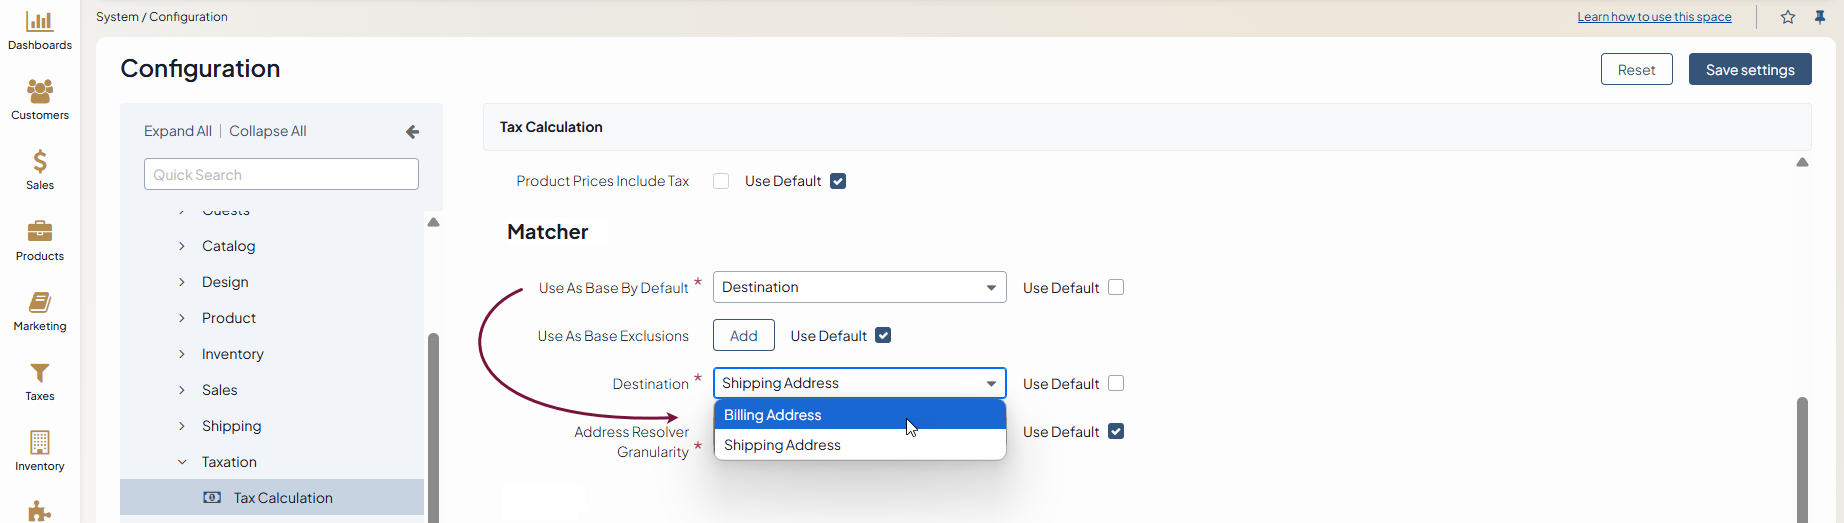 System / Configuration
Learn how to use this space
Dashboards
Customers
Sales
Products
Marketing
Taxes
Inventory
Configuration
Reset
Save settings
Expand All | Collapse All
Quick Search
Guests
Catalog
Design
Product
Inventory
Sales
Shipping
Taxation
Tax Calculation
Tax Calculation
Product Prices Include Tax
Use Default
Matcher
Use As Base By Default *
Destination
Use Default
Use As Base Exclusions
Add
Use Default
Destination *
Shipping Address
Use Default
Billing Address
Shipping Address
Address Resolver
Granularity *
Use Default